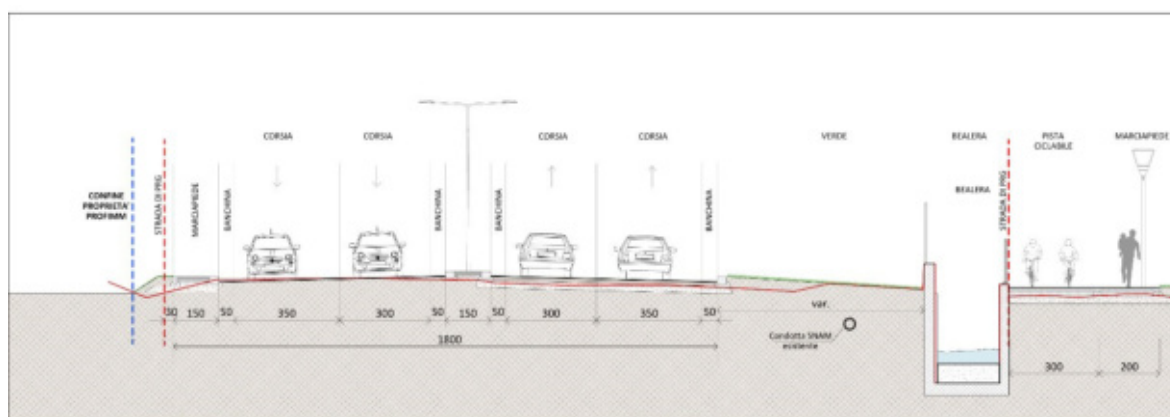 CORSIA CORSIA CORSIA CORSIA VERDE BEALERA PISTA CICLABILE MARCIAPIEDE
CONFINE
PROPRIETA'
PROFIMM
STRADA DI PRG
MARCIAPIEDE
BANCHINA
BANCHINA
BANCHINA
BANCHINA
BEALERA
STRADA DI PRG
50 150 50 350 300 50 150 50 300 350 50 var.
1800
Condotta SNAM
esistente
300 200